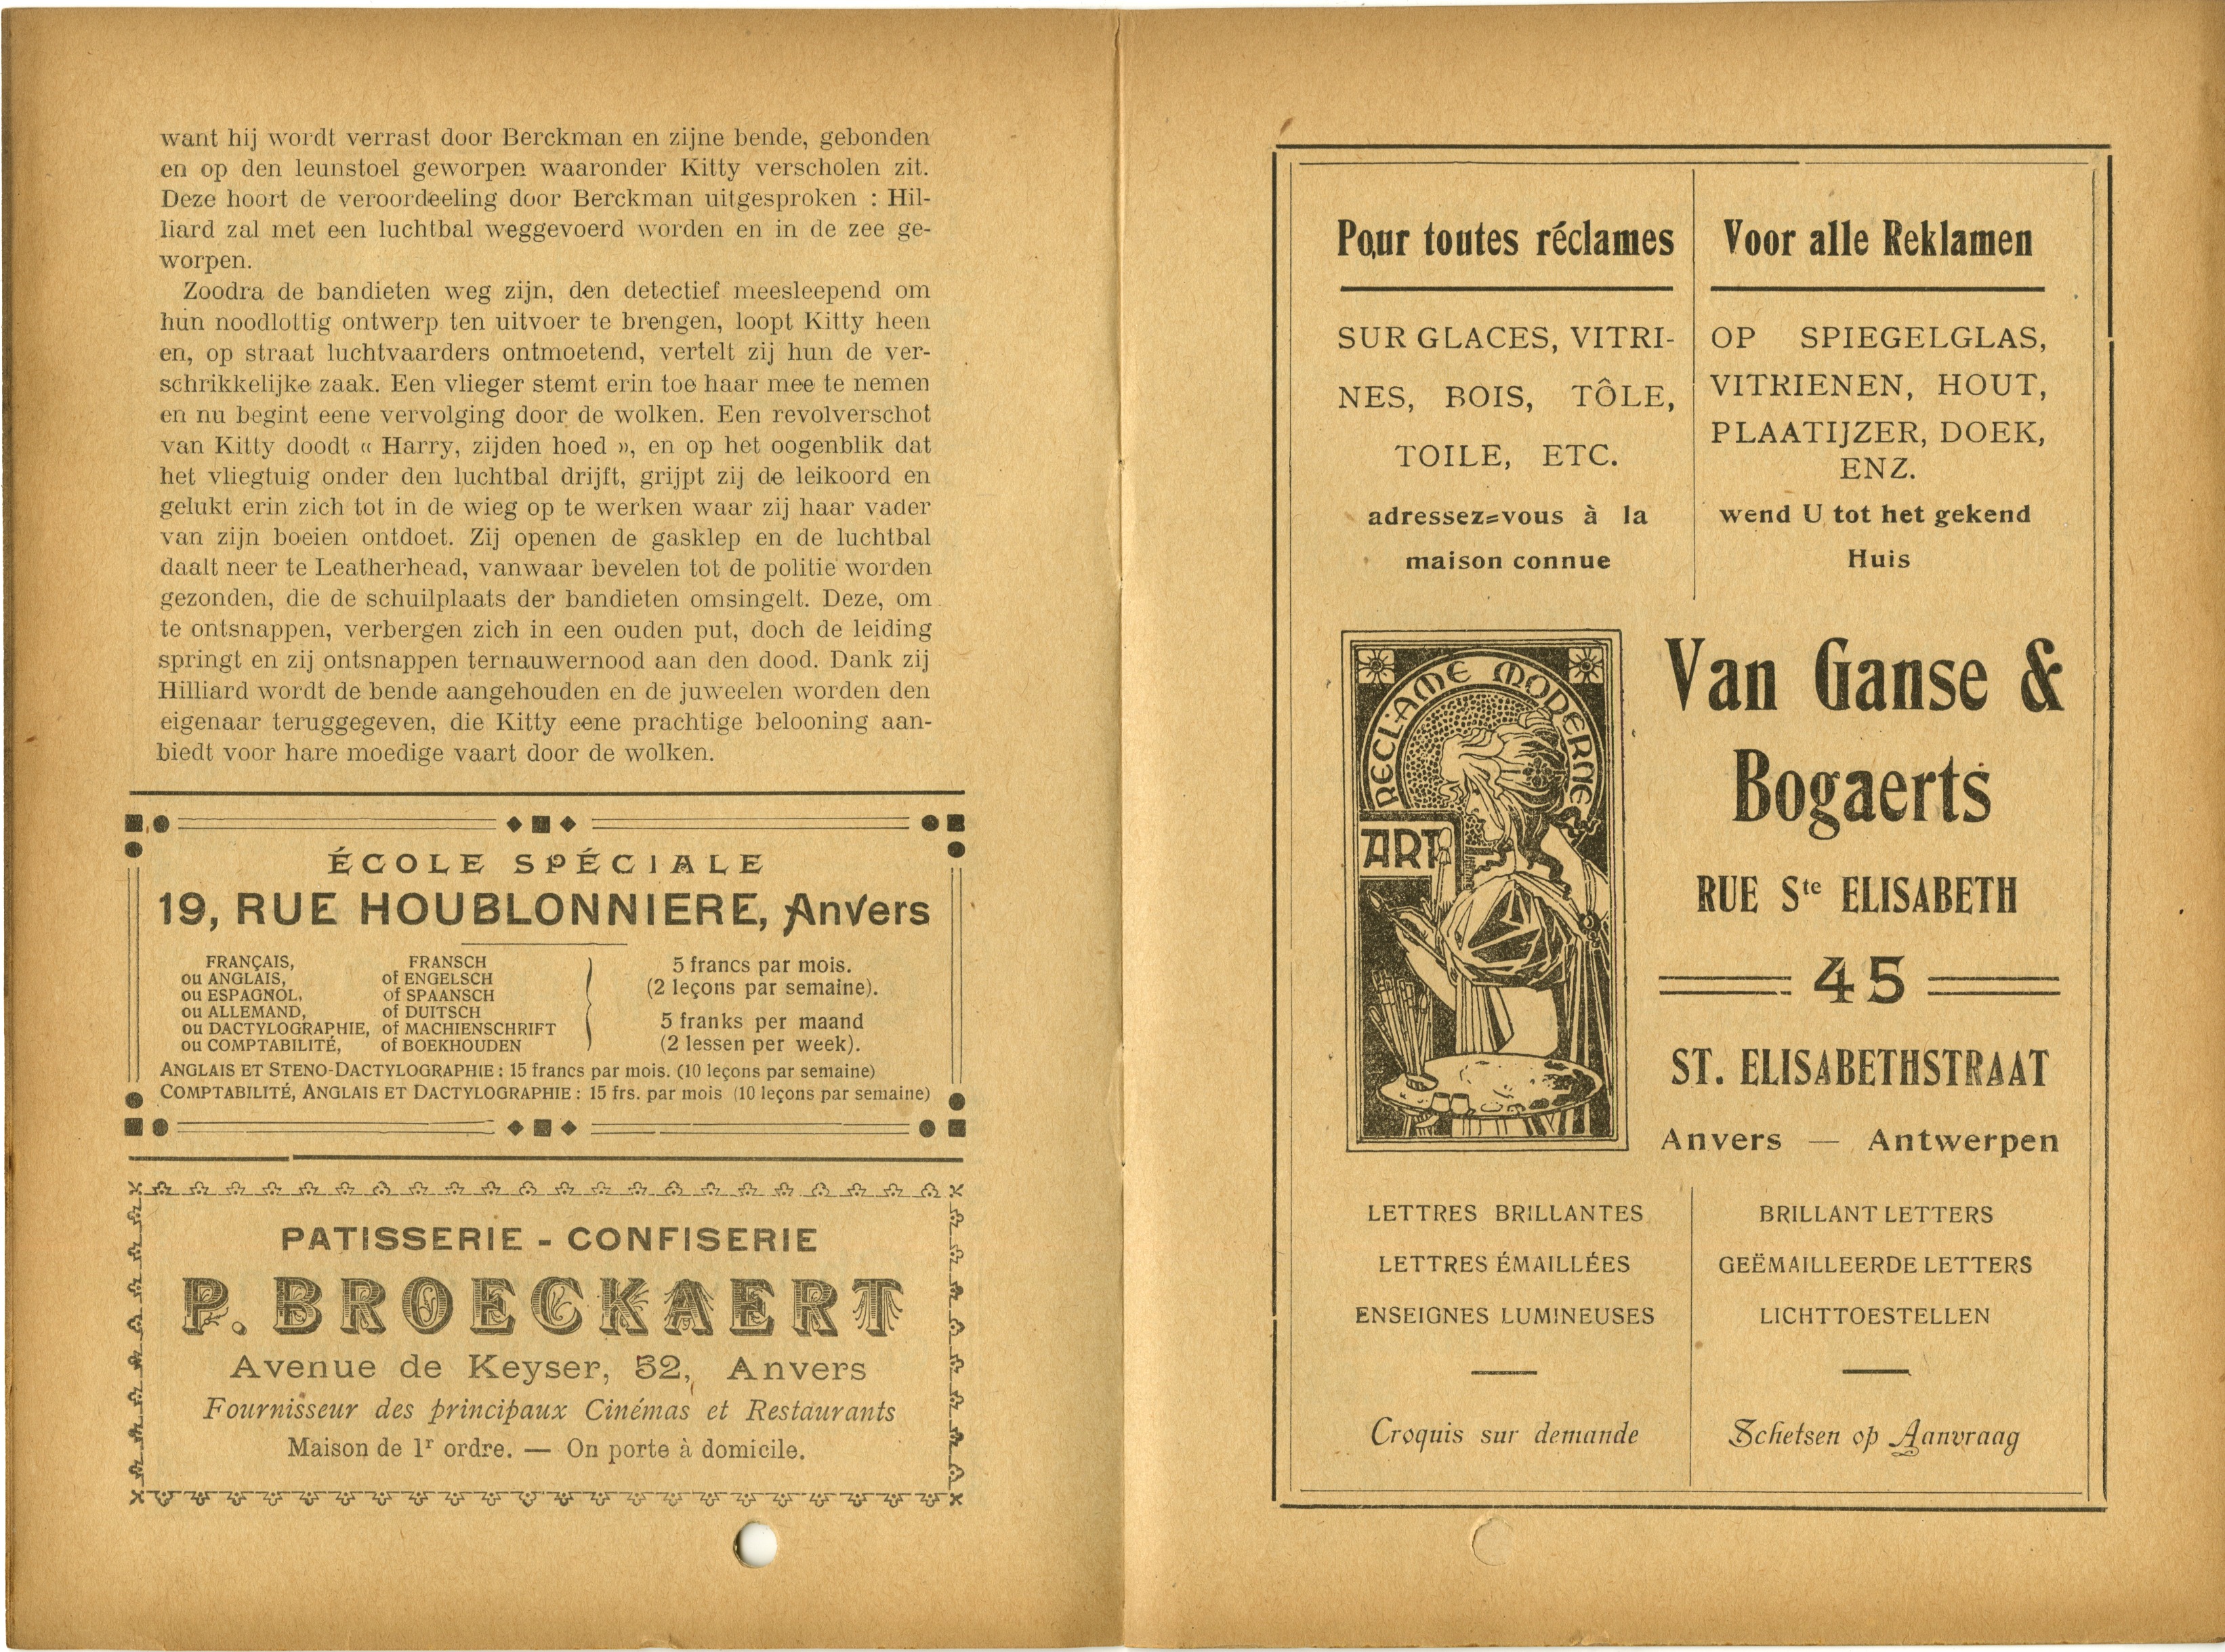 want hij wordt verrast door Berckman en zijne bende, gebonden
en op den leunstoel geworpen waaronder Kitty verscholen zit.
Deze hoort de veroordeeling door Berckman uitgesproken : Hil-
liard zal met een luchtbal weggevoerd worden en in de zee ge-
worpen.
Zoodra de bandieten weg zijn, den detectief meesleepend om
hun noodlottig ontwerp ten uitvoer te brengen, loopt Kitty heen
en, op straat luchtvaarders ontmoetend, vertelt zij hun de ver-
schrikkelijke zaak. Een vlieger stemt erin toe haar mee te nemen
en nu begint eene vervolging door de wolken. Een revolverschot
van Kitty doodt « Harry, zijden hoed », en op het oogenblik dat
het vliegtuig onder den luchtbal drijft, grijpt zij de leikoord en
gelukt erin zich tot in de wieg op te werken waar zij haar vader
van zijn boeien ontdoet. Zij openen de gasklep en de luchtbal
daalt neer te Leatherhead, vanwaar bevelen tot de politie worden
gezonden, die de schuilplaats der bandieten omsingelt. Deze, om
te ontsnappen, verbergen zich in een ouden put, doch de leiding
springt en zij ontsnappen ternauwernood aan den dood. Dank zij
Hilliard wordt de bende aangehouden en de juweelen worden den
eigenaar teruggegeven, die Kitty eene prachtige belooning aan-
biedt voor hare moedige vaart door de wolken.
ÉCOLE SPÉCIALE
19, RUE HOUBLONNIERE, Anvers
FRANÇAIS, FRANSCH
ou ANGLAIS, of ENGELSCH
ou ESPAGNOL, of SPAANSCH
ou ALLEMAND, of DUITSCH
ou DACTYLOGRAPHIE, of MACHIENSCHRIFT
ou COMPTABILITÉ, of BOEKHOUDEN
5 francs par mois.
(2 leçons par semaine).
5 franks per maand
(2 lessen per week).
ANGLAIS ET STENO-DACTYLOGRAPHIE : 15 francs par mois. (10 leçons par semaine)
COMPTABILITÉ, ANGLAIS ET DACTYLOGRAPHIE : 15 frs. par mois (10 leçons par semaine)
PATISSERIE - CONFISERIE
P. BROECKAERT
Avenue de Keyser, 52, Anvers
Fournisseur des principaux Cinémas et Restaurants
Maison de 1r ordre. — On porte à domicile.
Pour toutes réclames
SUR GLACES, VITRI-
NES, BOIS, TÔLE,
TOILE, ETC.
adressez=vous à la
maison connue
Voor alle Reklamen
OP SPIEGELGLAS,
VITRIENEN, HOUT,
PLAATIJZER, DOEK,
ENZ.
wend U tot het gekend
Huis
RECLAME MODERNE
ART
Van Ganse &
Bogaerts
RUE Ste ELISABETH
45
ST. ELISABETHSTRAAT
Anvers — Antwerpen
LETTRES BRILLANTES
LETTRES ÉMAILLÉES
ENSEIGNES LUMINEUSES
Croquis sur demande
BRILLANT LETTERS
GEËMAILLEERDE LETTERS
LICHTTOESTELLEN
Schetsen op Aanvraag